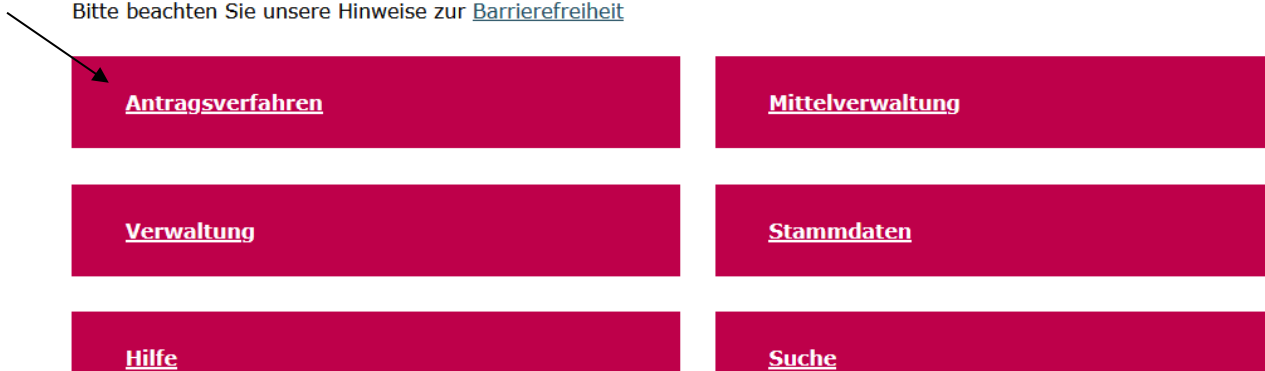 Bitte beachten Sie unsere Hinweise zur Barrierefreiheit
Antragsverfahren
Mittelverwaltung
Verwaltung
Stammdaten
Hilfe
Suche